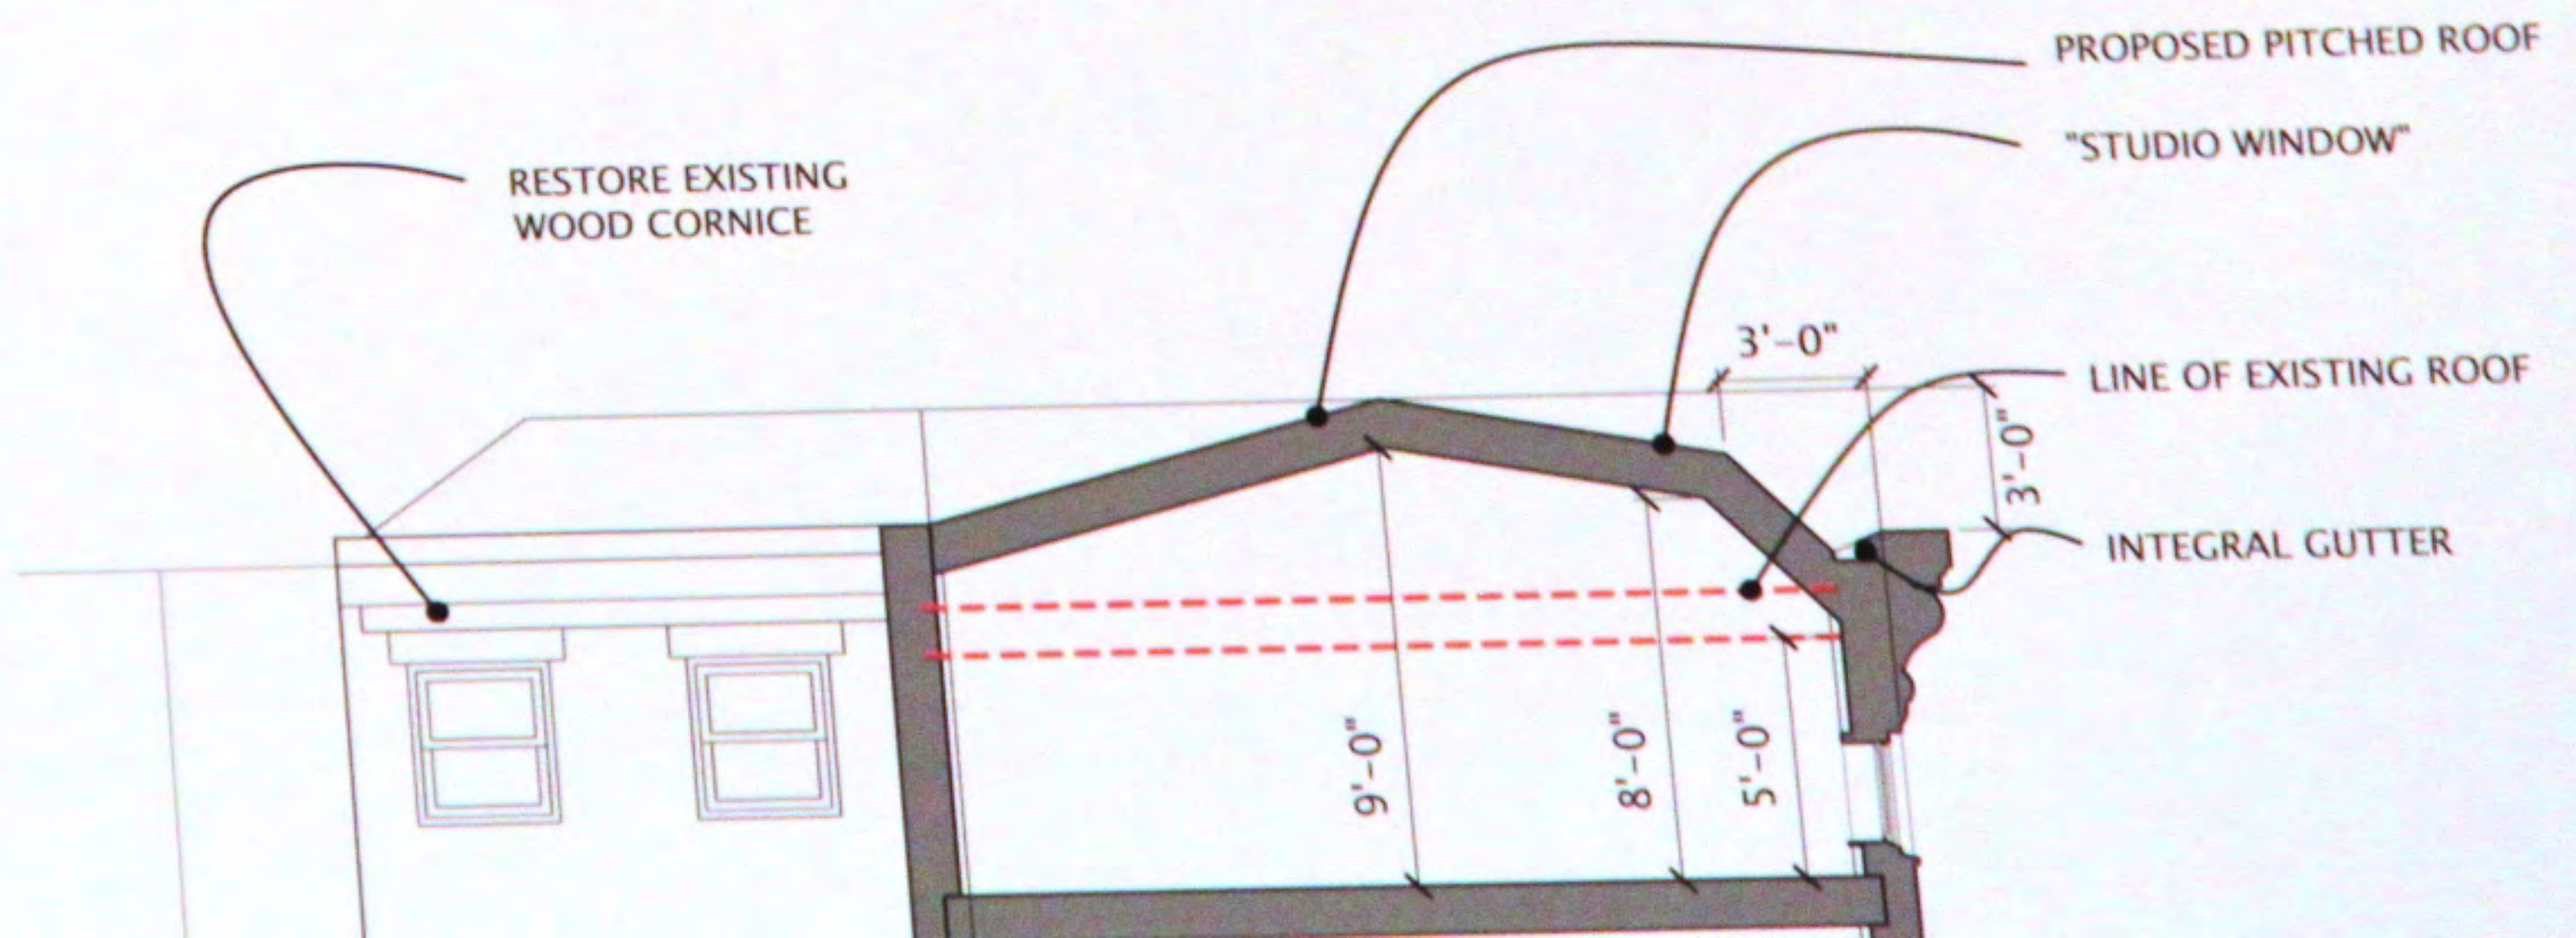 PROPOSED PITCHED ROOF
"STUDIO WINDOW"
RESTORE EXISTING
WOOD CORNICE
3'-0"
LINE OF EXISTING ROOF
3'-0"
INTEGRAL GUTTER
9'-0"
8'-0"
5'-0"